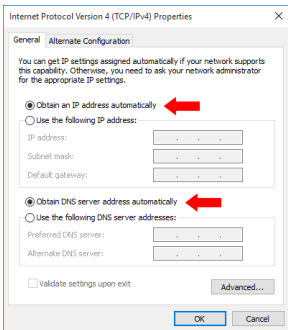 Internet Protocol Version 4 (TCP/IPv4) Properties
General
Alternate Configuration
You can get IP settings assigned automatically if your network supports
this capability. Otherwise, you need to ask your network administrator
for the appropriate IP settings.
Obtain an IP address automatically
Use the following IP address:
IP address:
Subnet mask:
Default gateway:
Obtain DNS server address automatically
Use the following DNS server addresses:
Preferred DNS server:
Alternate DNS server:
Validate settings upon exit
Advanced...
OK
Cancel